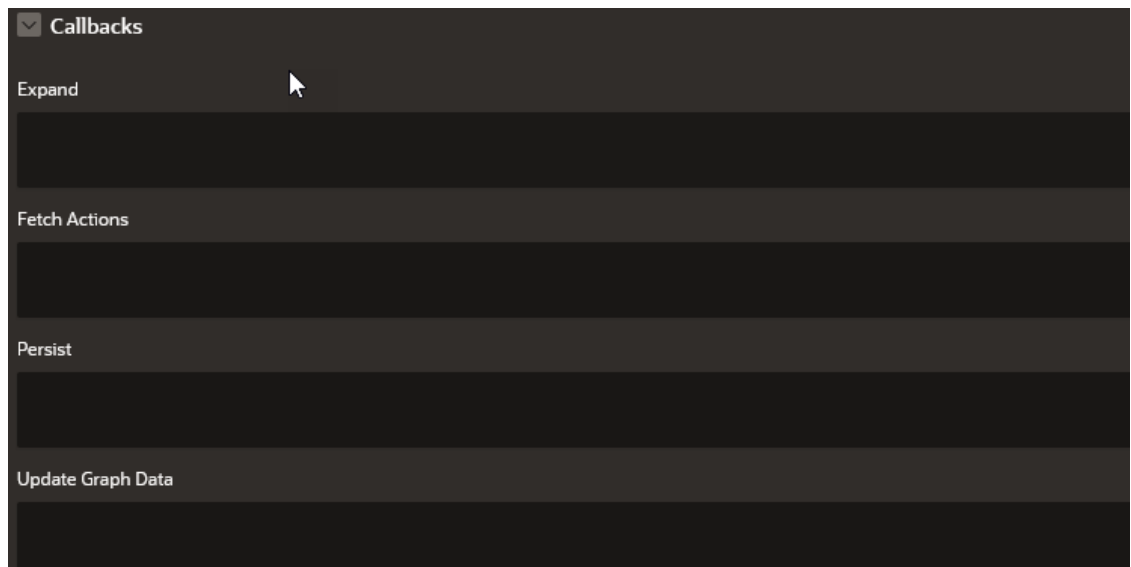 Callbacks
Expand
Fetch Actions
Persist
Update Graph Data